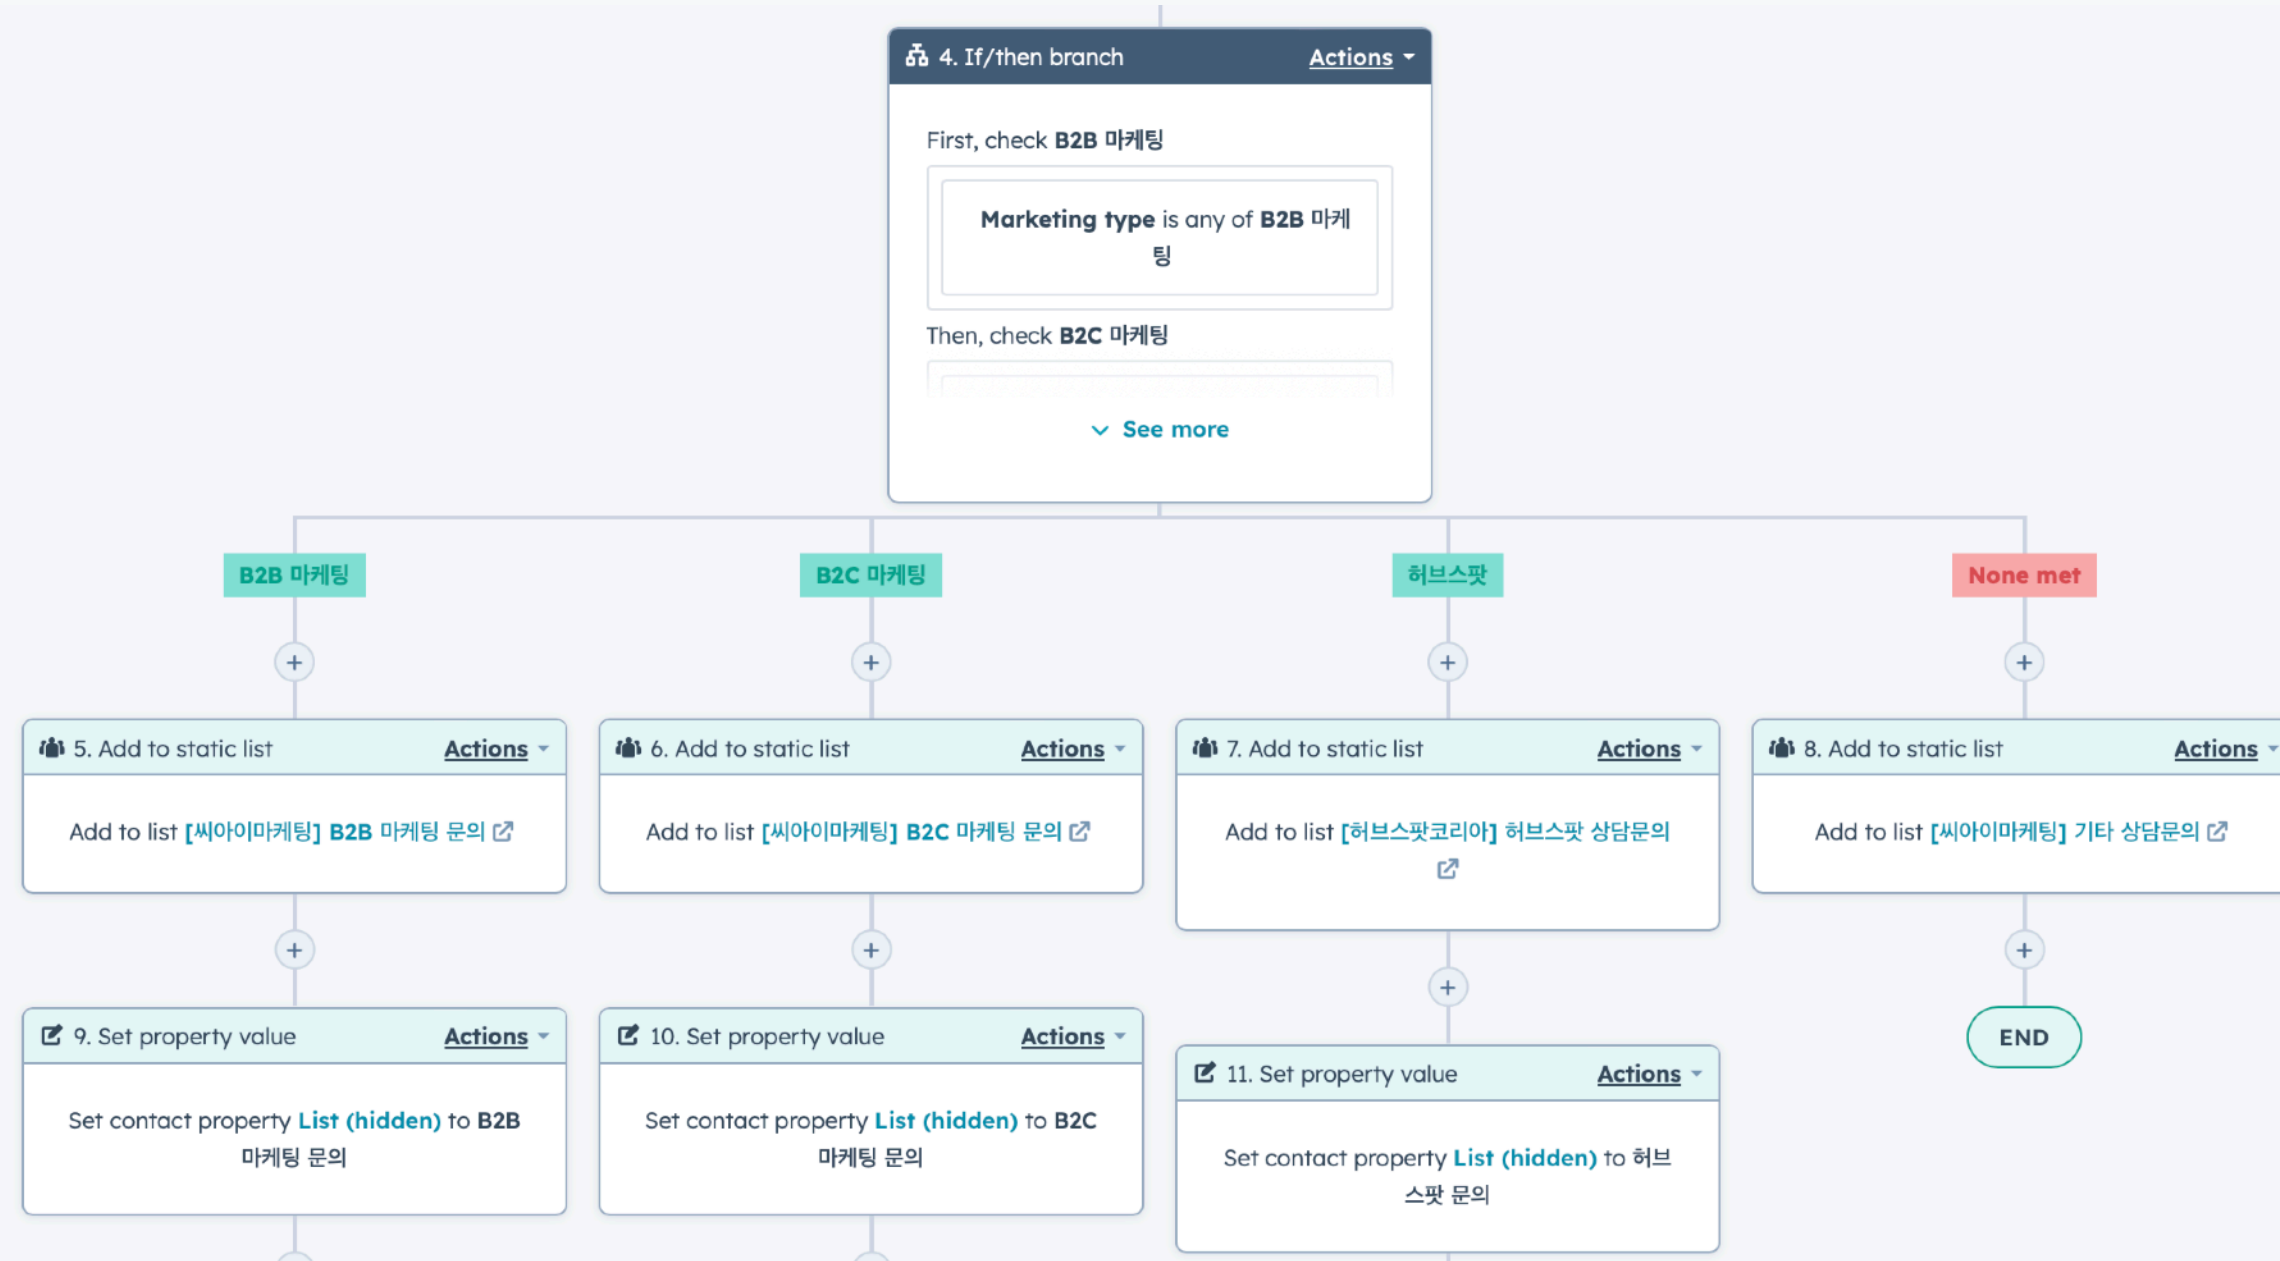 4. If/then branch Actions
First, check B2B 마케팅
Marketing type is any of B2B 마케
팅
Then, check B2C 마케팅
See more
B2B 마케팅
B2C 마케팅
허브스팟
None met
5. Add to static list Actions
Add to list [씨아이마케팅] B2B 마케팅 문의
6. Add to static list Actions
Add to list [씨아이마케팅] B2C 마케팅 문의
7. Add to static list Actions
Add to list [허브스팟코리아] 허브스팟 상담문의
8. Add to static list Actions
Add to list [씨아이마케팅] 기타 상담문의
9. Set property value Actions
Set contact property List (hidden) to B2B
마케팅 문의
10. Set property value Actions
Set contact property List (hidden) to B2C
마케팅 문의
11. Set property value Actions
Set contact property List (hidden) to 허브
스팟 문의
END